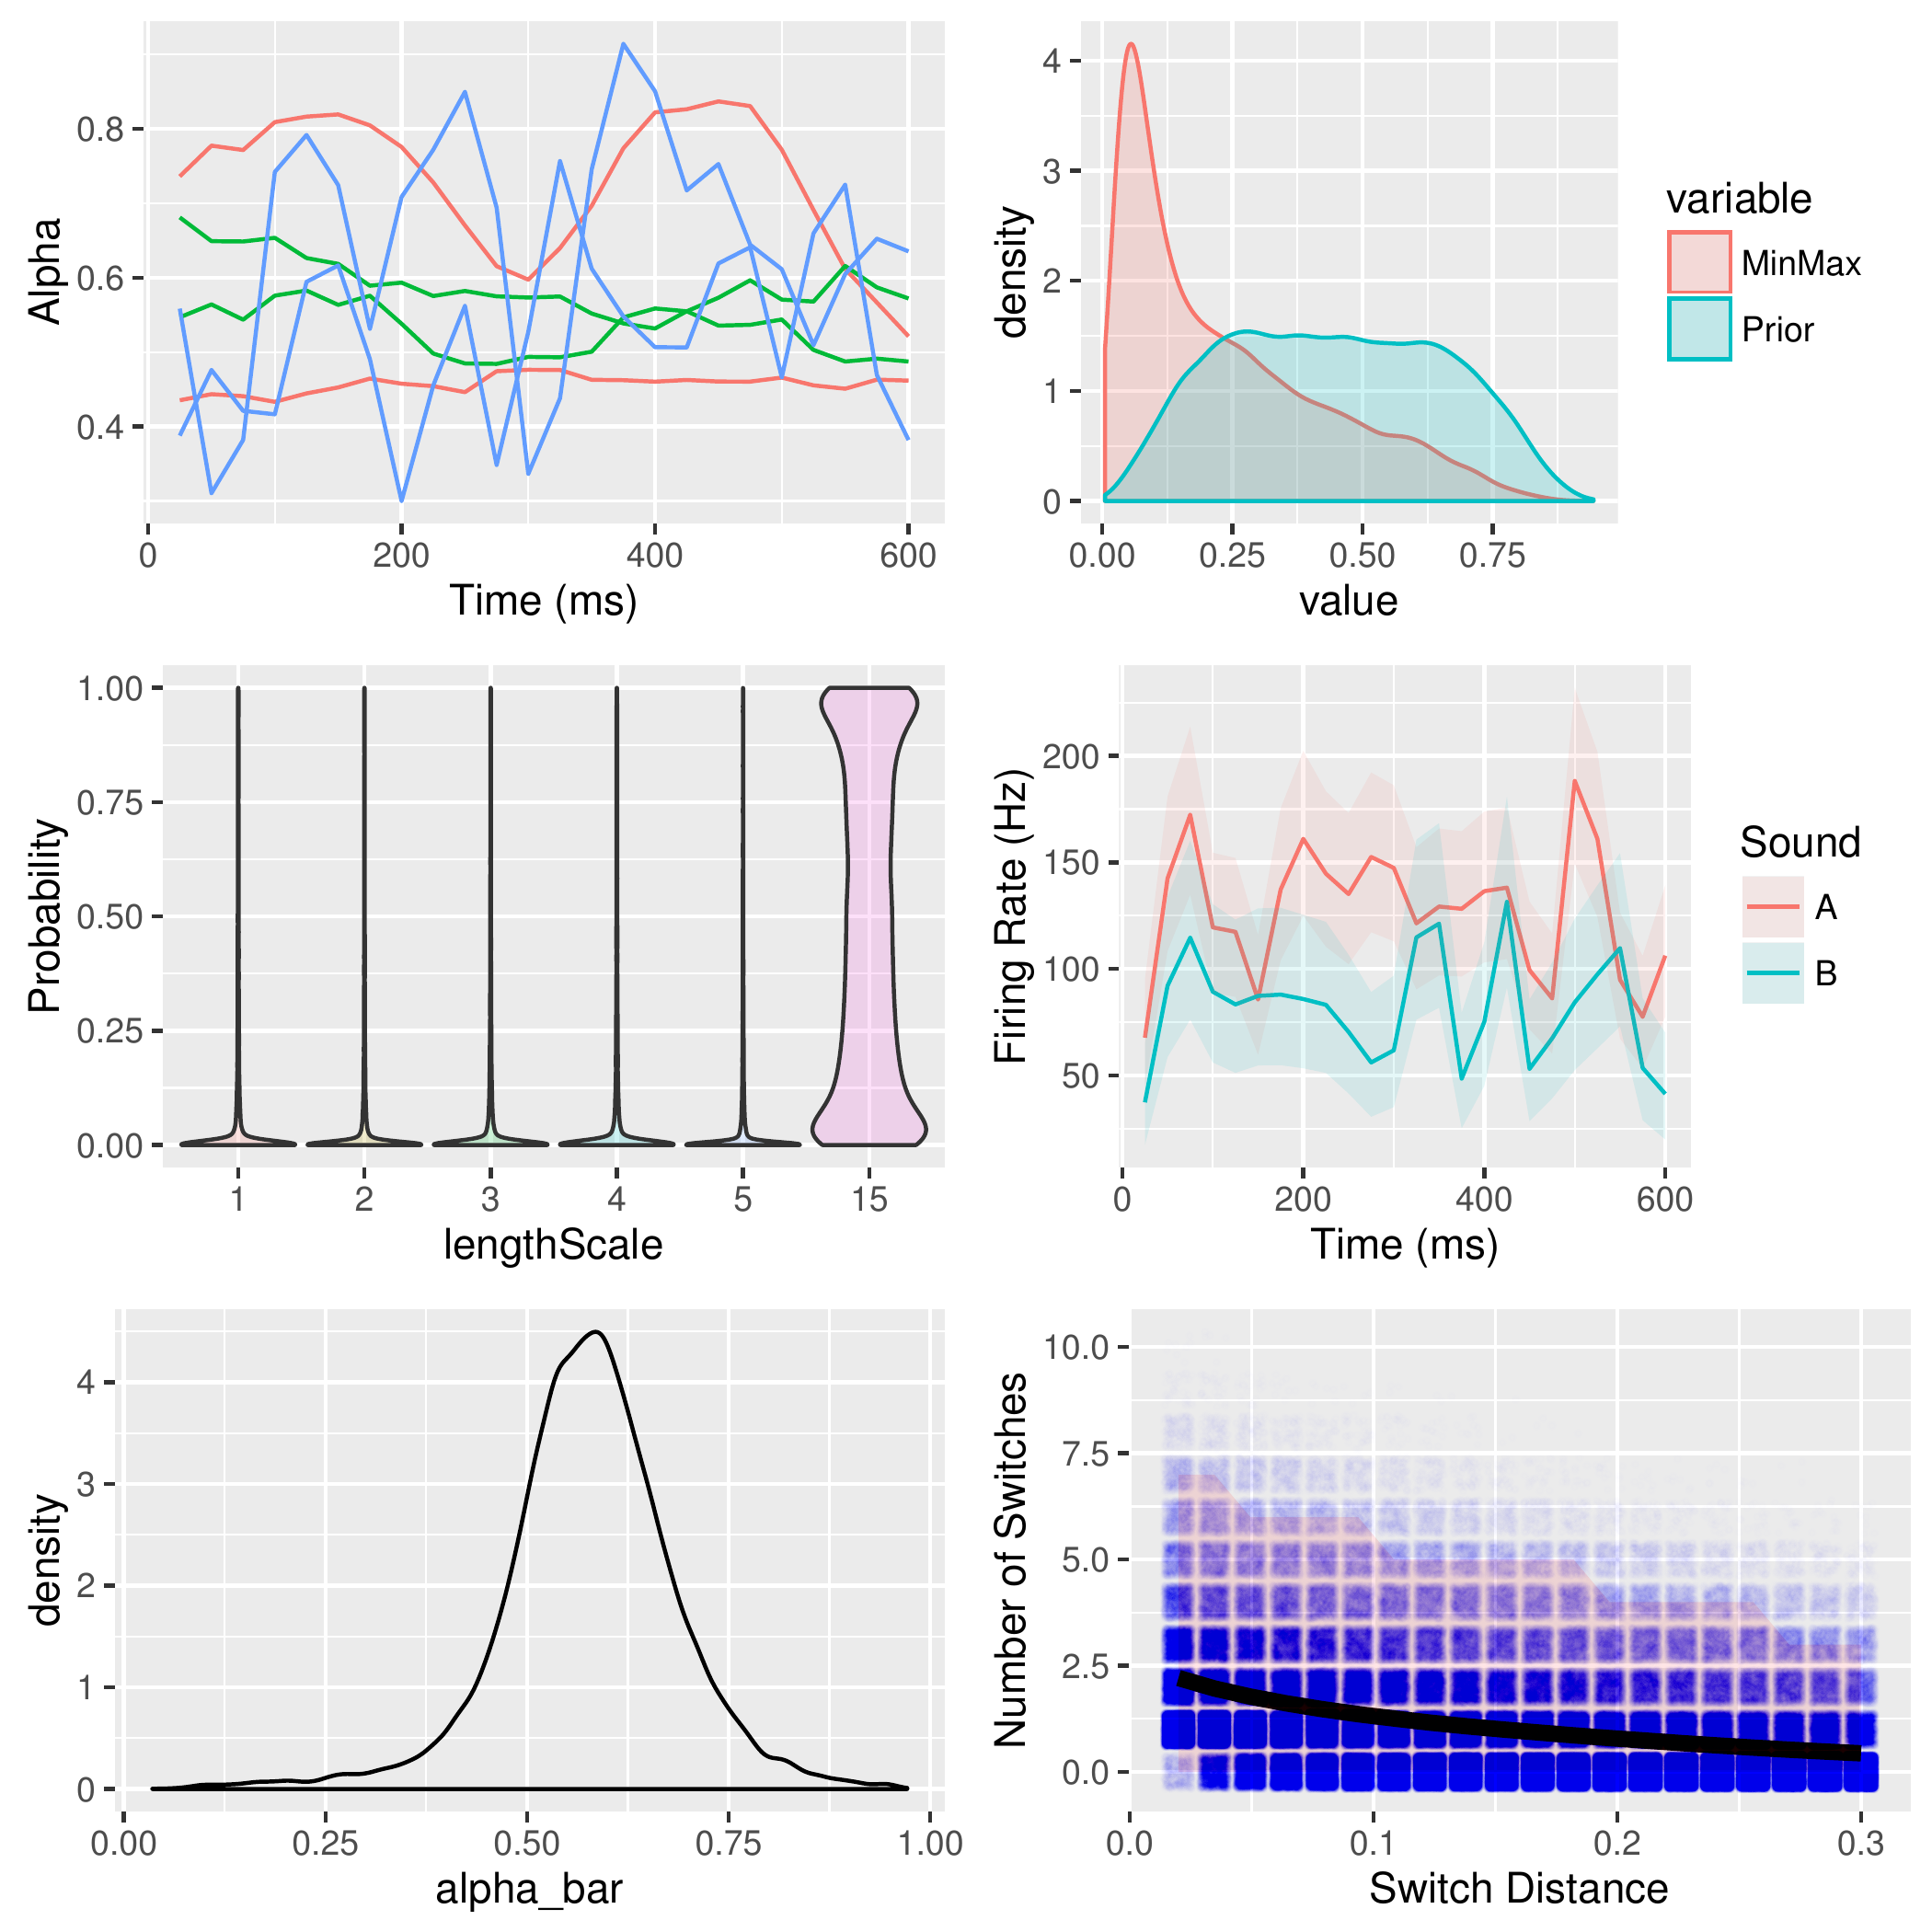 Alpha
0.8
0.6
0.4
0 200 400 600
Time (ms)
density
4
3
2
1
0
0.00 0.25 0.50 0.75
value
variable
MinMax
Prior
Probability
1.00
0.75
0.50
0.25
0.00
1 2 3 4 5 15
lengthScale
Firing Rate (Hz)
200
150
100
50
0 200 400 600
Time (ms)
Sound
A
B
density
4
3
2
1
0
0.00 0.25 0.50 0.75 1.00
alpha_bar
Number of Switches
10.0
7.5
5.0
2.5
0.0
0.0 0.1 0.2 0.3
Switch Distance